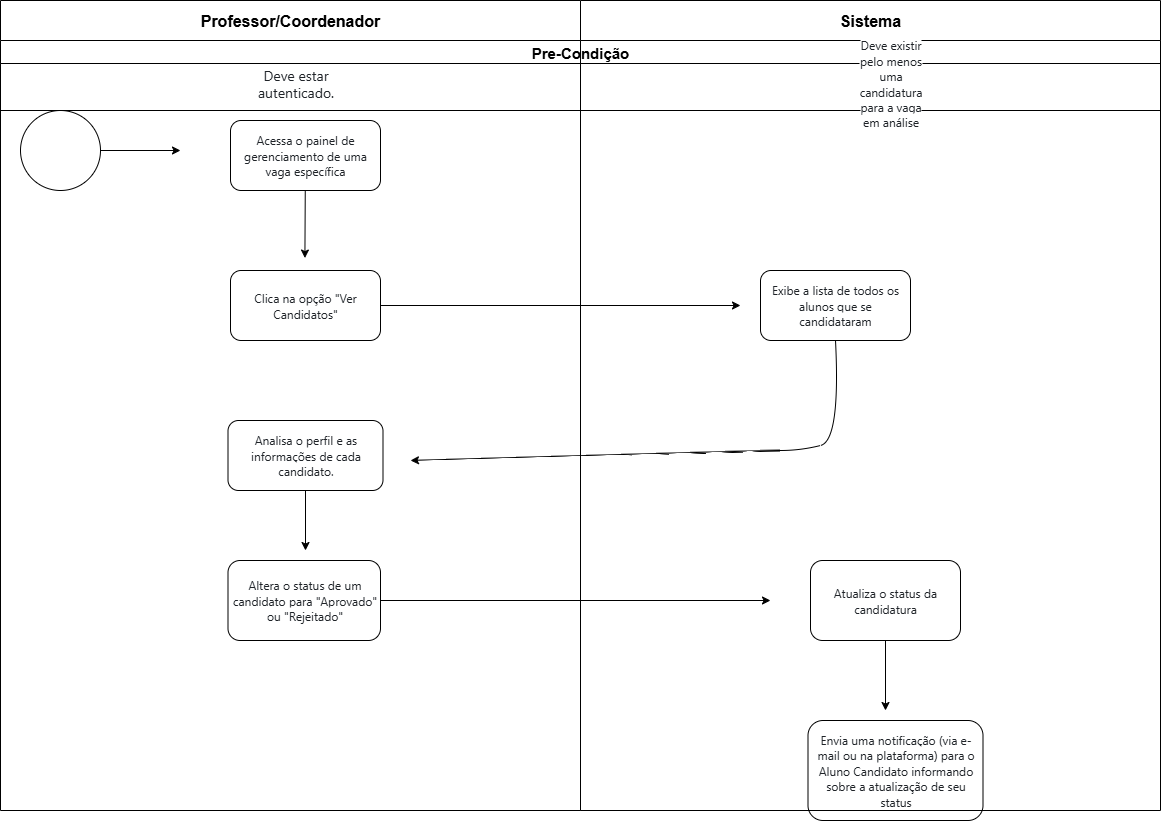 Professor/Coordenador
Sistema
Pre-Condição
Deve estar
autenticado.
Deve existir
pelo menos
uma
candidatura
para a vaga
em análise
Acessa o painel de
gerenciamento de uma
vaga específica
Clica na opção "Ver
Candidatos"
Exibe a lista de todos os
alunos que se
candidataram
Analisa o perfil e as
informações de cada
candidato.
Altera o status de um
candidato para "Aprovado"
ou "Rejeitado"
Atualiza o status da
candidatura
Envia uma notificação (via e-
mail ou na plataforma) para o
Aluno Candidato informando
sobre a atualização de seu
status